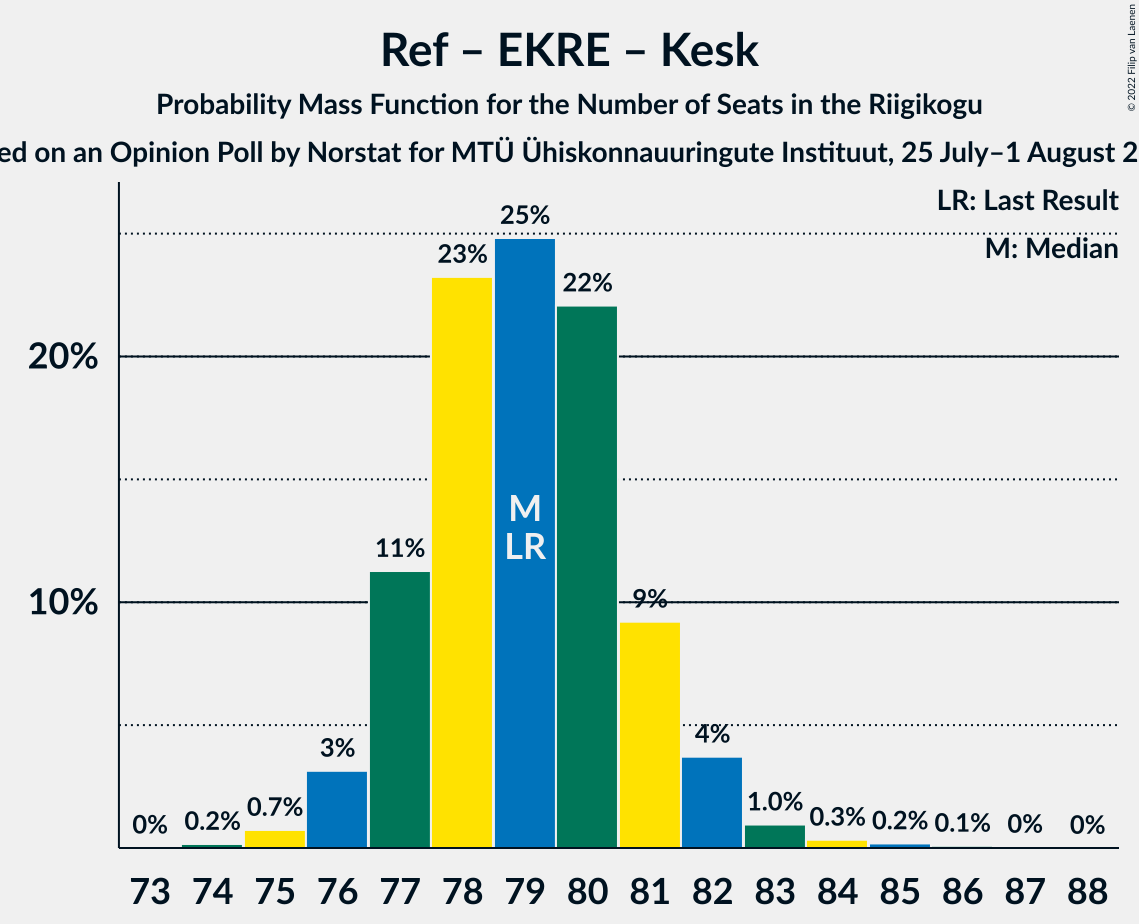 Ref – EKRE – Kesk
Probability Mass Function for the Number of Seats in the Riigikogu
ed on an Opinion Poll by Norstat for MTÜ Ühiskonnauuringute Instituut, 25 July–1 August 2
© 2022 Filip van Laenen
LR: Last Result
M: Median
20%
10%
0% 0.2% 0.7% 3% 11% 23% 25% 22% 9% 4% 1.0% 0.3% 0.2% 0.1% 0% 0%
M
LR
73 74 75 76 77 78 79 80 81 82 83 84 85 86 87 88